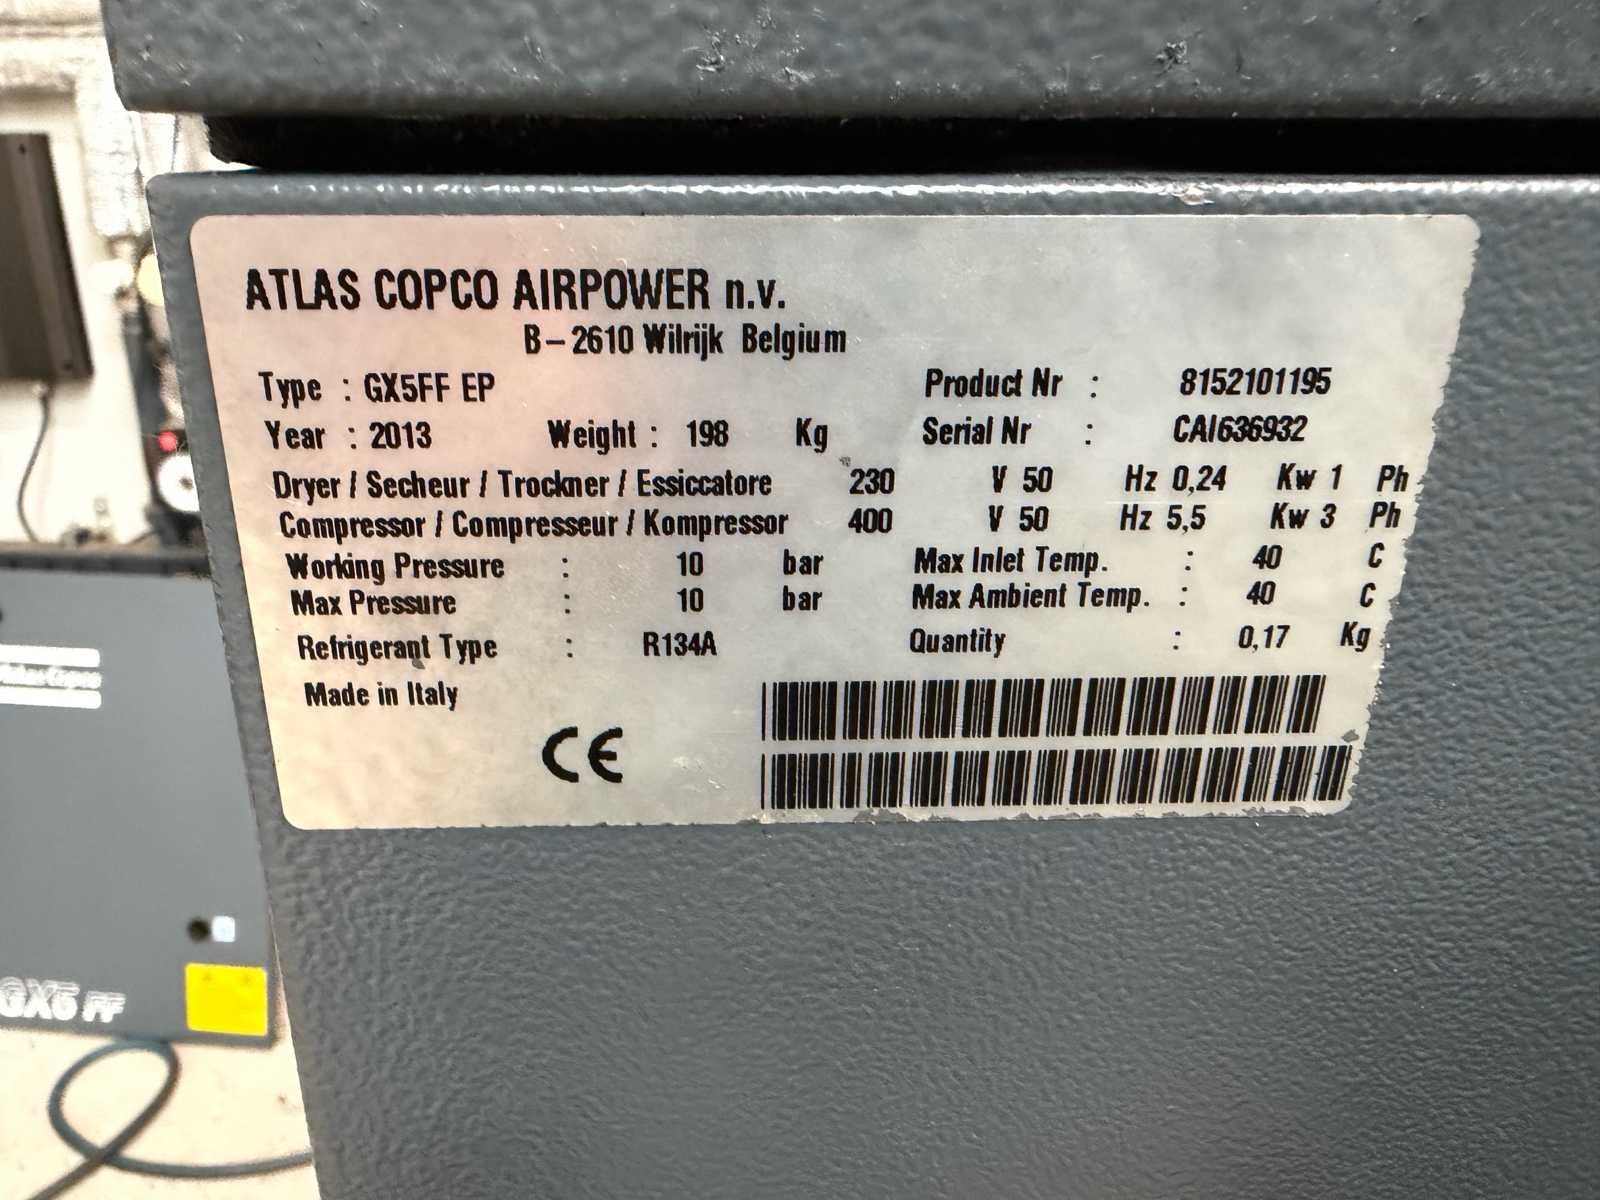 ATLAS COPCO AIRPOWER n.v.
B-2610 Wilrijk Belgium
Type : GX5FF EP Product Nr : 8152101195
Year : 2013 Weight : 198 Kg Serial Nr : CAI636932
Dryer / Secheur / Trockner / Essiccatore 230 V 50 Hz 0,24 Kw 1 Ph
Compressor / Compresseur / Kompressor 400 V 50 Hz 5,5 Kw 3 Ph
Working Pressure : 10 bar Max Inlet Temp. : 40 C
Max Pressure : 10 bar Max Ambient Temp. : 40 C
Refrigerant Type : R134A Quantity : 0,17 Kg
Made in Italy
CE
Atlas Copco
GX5 FF